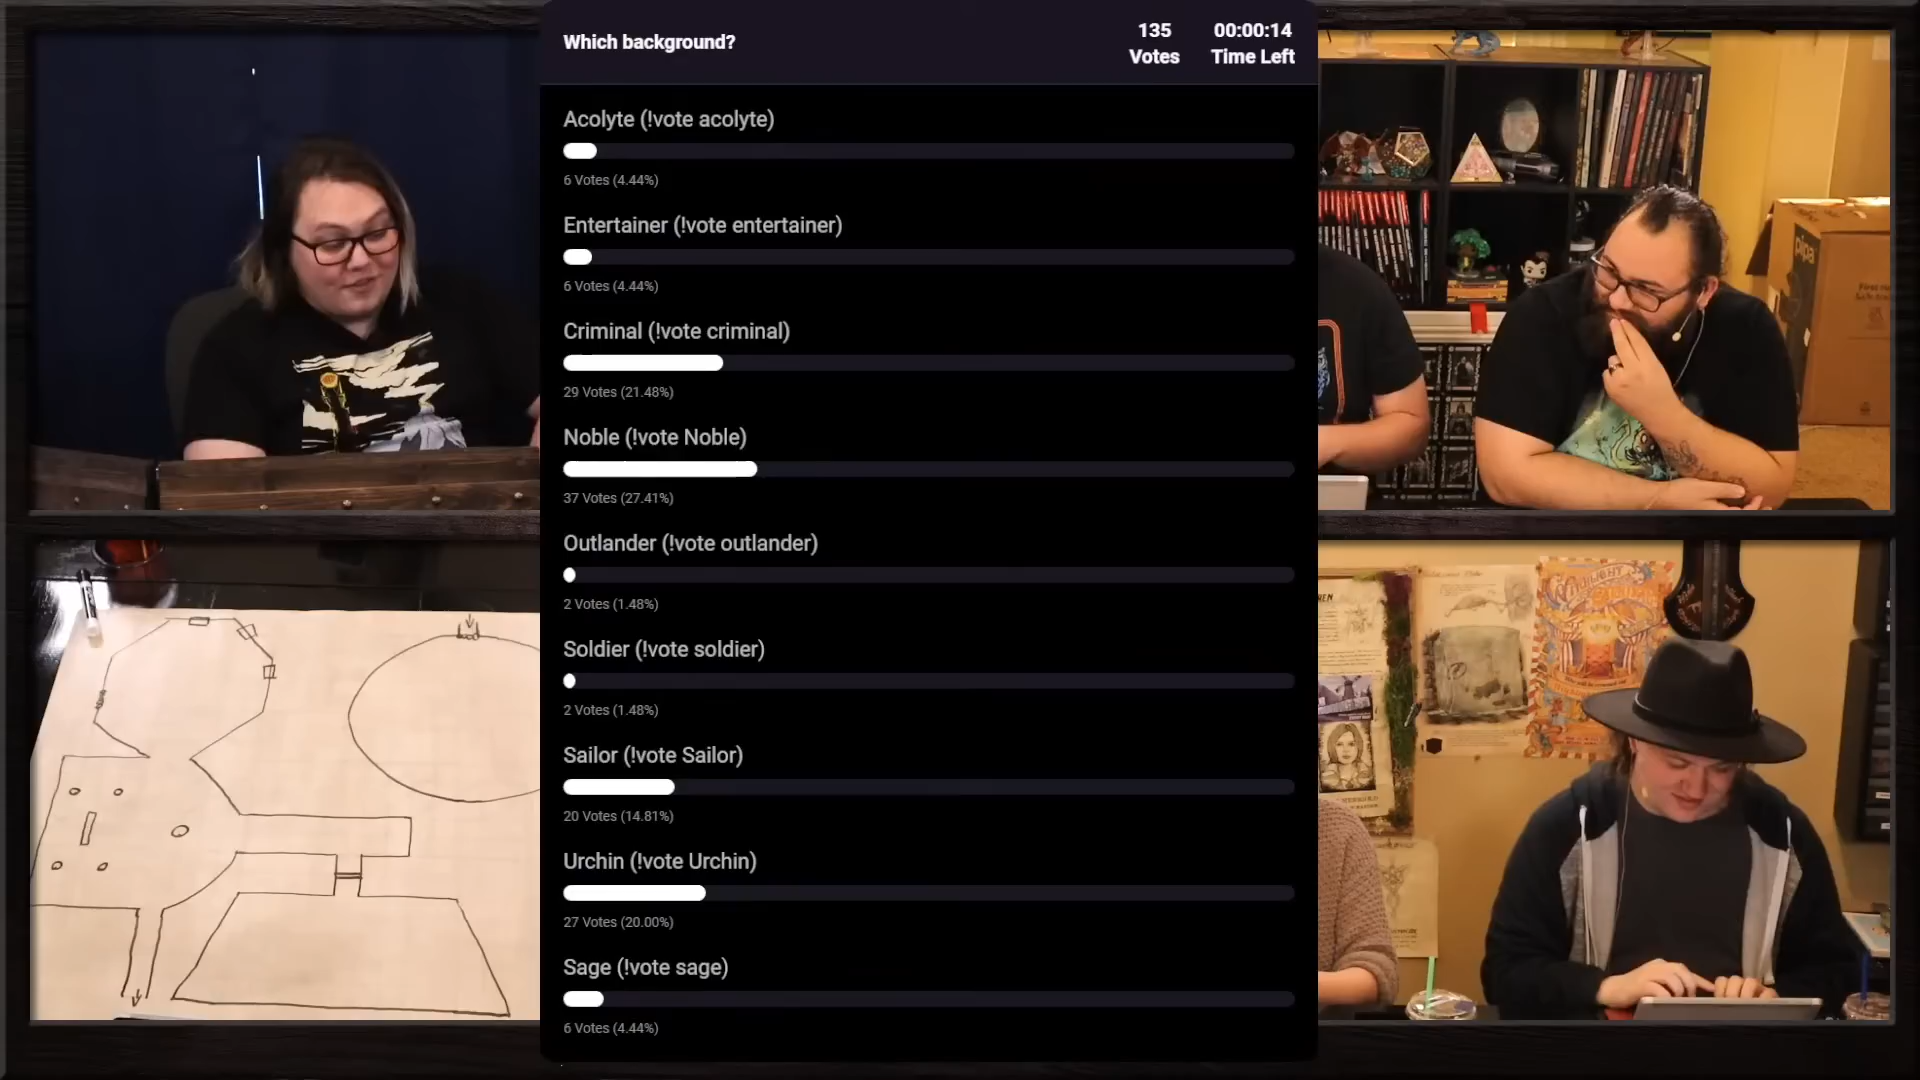 Which background?
135
Votes
00:00:14
Time Left
Acolyte (!vote acolyte)
6 Votes (4.44%)
Entertainer (!vote entertainer)
6 Votes (4.44%)
Criminal (!vote criminal)
29 Votes (21.48%)
Noble (!vote Noble)
37 Votes (27.41%)
Outlander (!vote outlander)
2 Votes (1.48%)
Soldier (!vote soldier)
2 Votes (1.48%)
Sailor (!vote Sailor)
20 Votes (14.81%)
Urchin (!vote Urchin)
27 Votes (20.00%)
Sage (!vote sage)
6 Votes (4.44%)
pipa